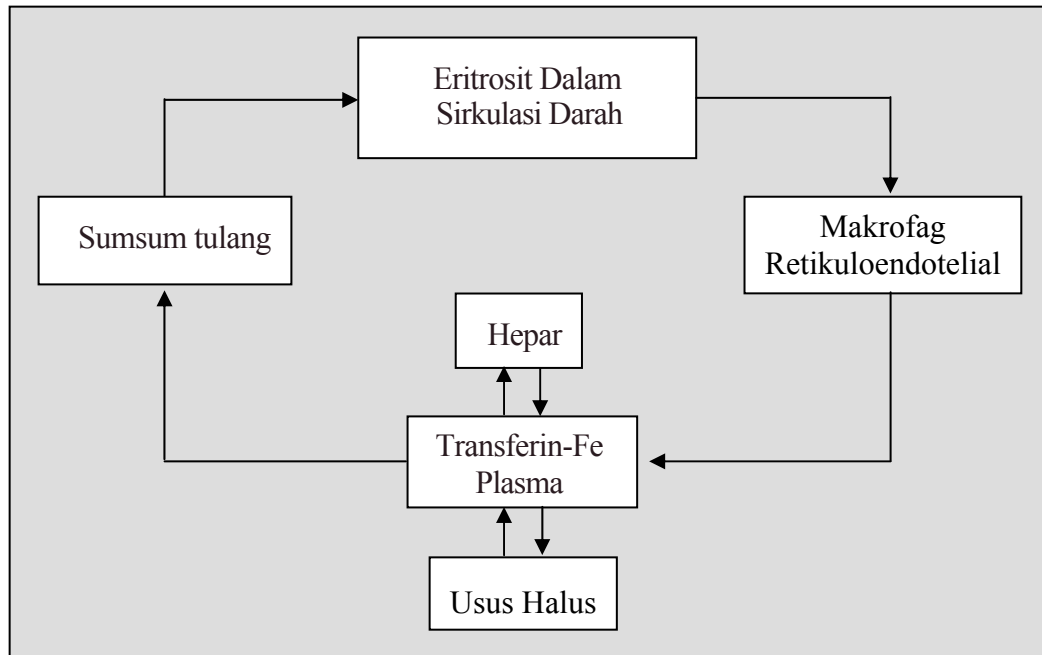 Eritrosit Dalam
Sirkulasi Darah
Sumsum tulang
Makrofag
Retikuloendotelial
Hepar
Transferin-Fe
Plasma
Usus Halus